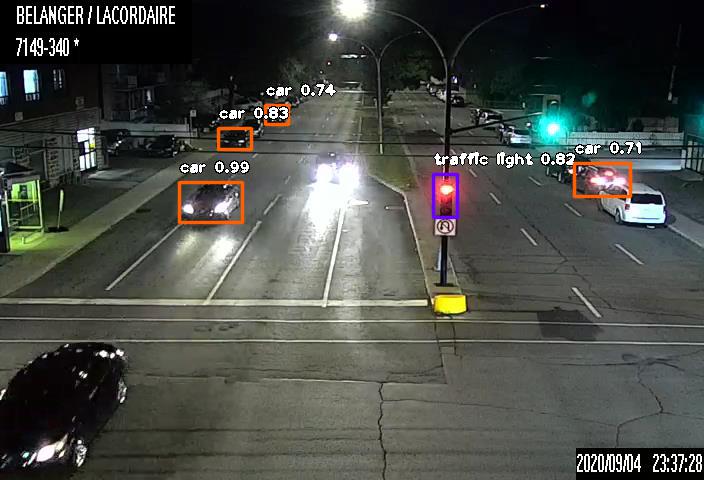 BELANGER / LACORDAIRE
7149-340 *
car 0.74
car 0.83
car 0.71
traffic light 0.82
car 0.99
2020/09/04 23:37:28